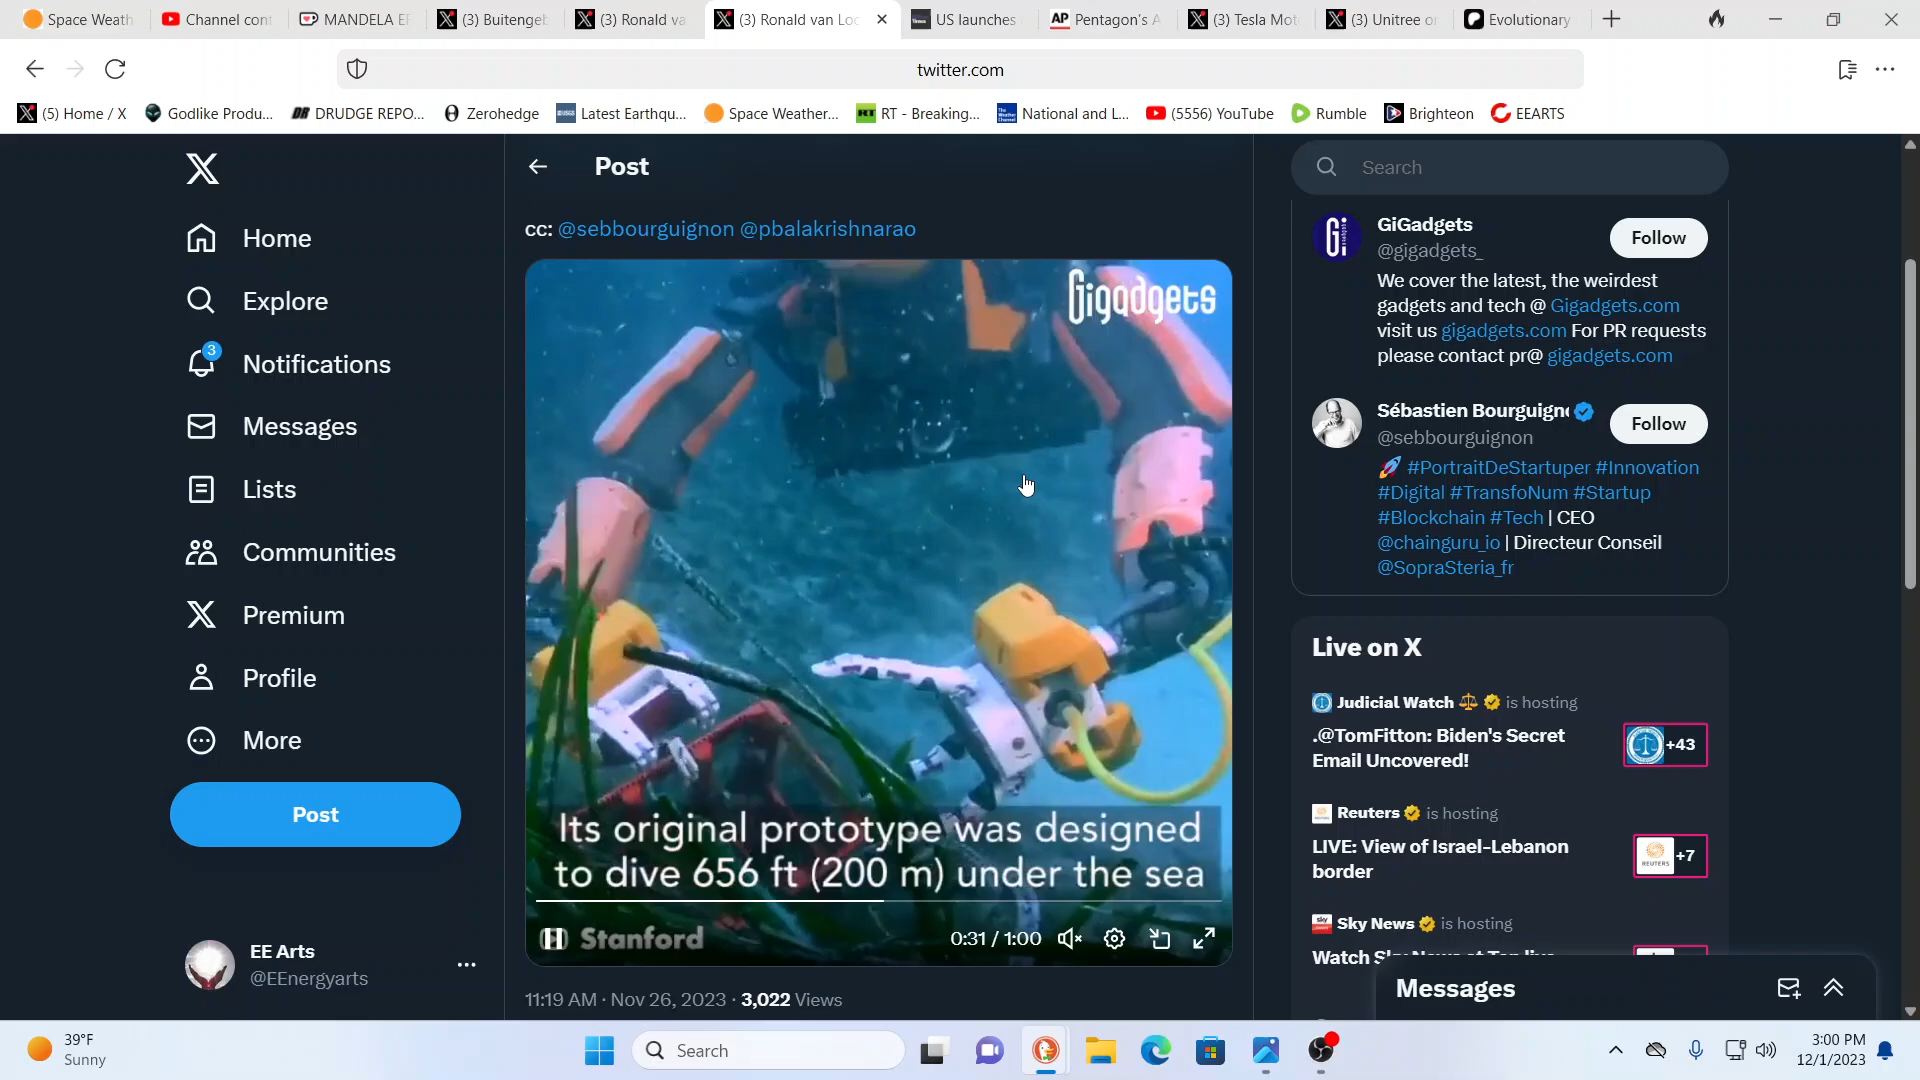 Space Weath
Channel cont
MANDELA EF
(3) Buitengeb
(3) Ronald va
(3) Ronald van Loo
US launches
AP Pentagon's A
(3) Tesla Mot
(3) Unitree or
Evolutionary
twitter.com
(5) Home / X
Godlike Produ...
DR DRUDGE REPO...
Zerohedge
Latest Earthqu...
Space Weather...
RT RT - Breaking...
National and L...
(5556) YouTube
Rumble
Brighteon
EEARTS
Home
Explore
3
Notifications
Messages
Lists
Communities
Premium
Profile
More
Post
EE Arts
@EEnergyarts
Post
cc: @sebbourguignon @pbalakrishnarao
Gigadgets
Its original prototype was designed
to dive 656 ft (200 m) under the sea
Stanford
0:31 / 1:00
11:19 AM · Nov 26, 2023 · 3,022 Views
Search
GiGadgets
@gigadgets_
Follow
We cover the latest, the weirdest
gadgets and tech @ Gigadgets.com
visit us gigadgets.com For PR requests
please contact pr@ gigadgets.com
Sébastien Bourguign
@sebbourguignon
Follow
🚀 #PortraitDeStartuper #Innovation
#Digital #TransfoNum #Startup
#Blockchain #Tech | CEO
@chainguru_io | Directeur Conseil
@SopraSteria_fr
Live on X
Judicial Watch ⚖ is hosting
.@TomFitton: Biden's Secret
Email Uncovered!
+43
Reuters is hosting
LIVE: View of Israel-Lebanon
border
REUTERS
+7
sky Sky News is hosting
Messages
39°F
Sunny
Search
3:00 PM
12/1/2023